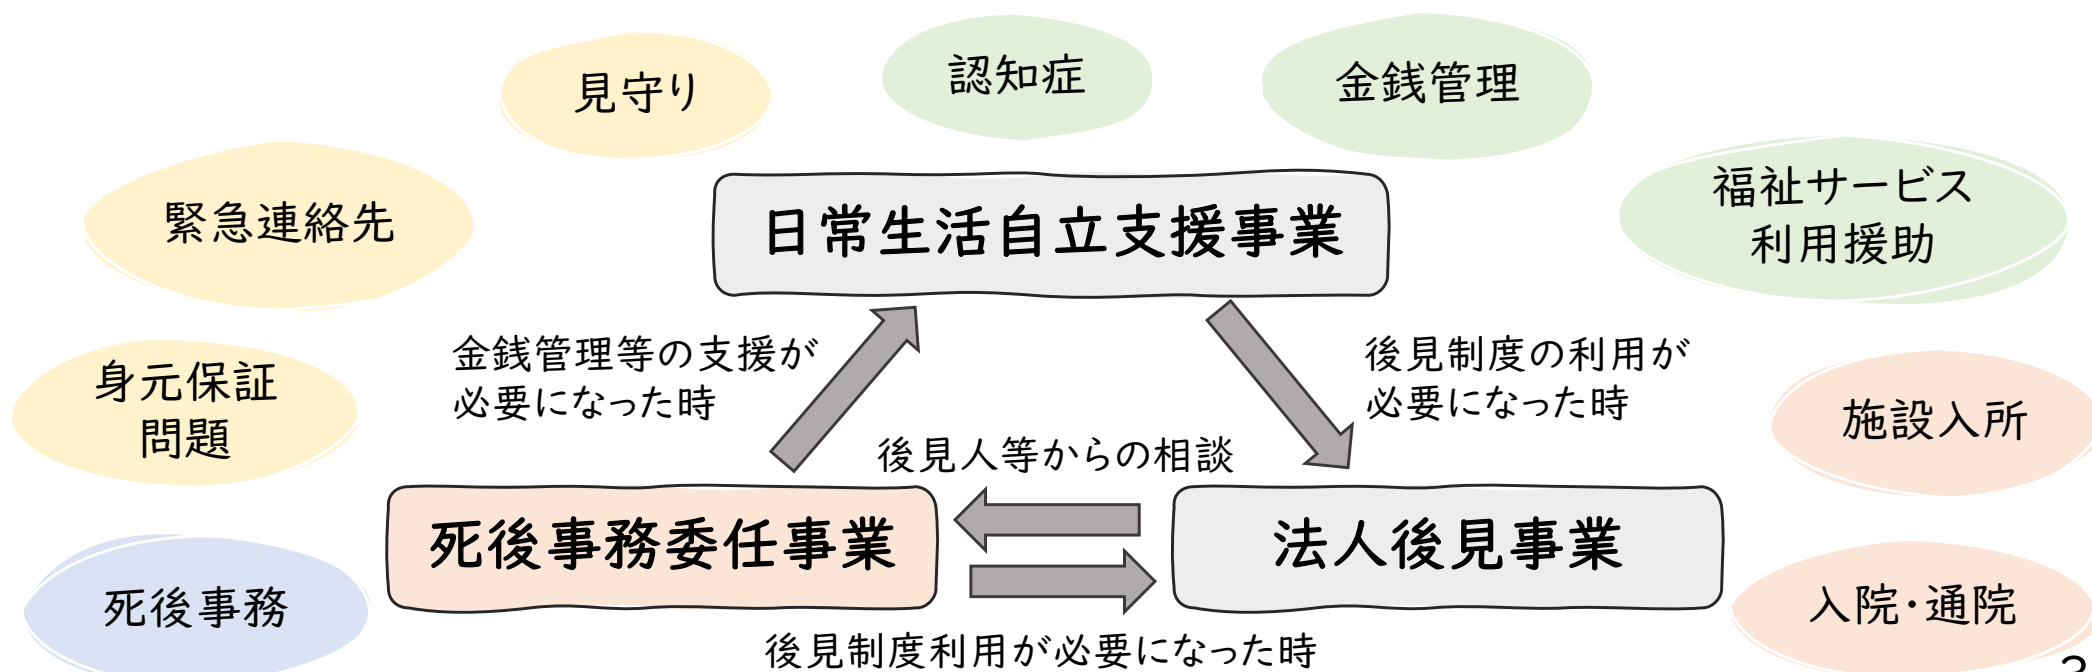 見守り
認知症
金銭管理
緊急連絡先
福祉サービス
利用援助
日常生活自立支援事業
身元保証
問題
金銭管理等の支援が
必要になった時
後見制度の利用が
必要になった時
施設入所
後見人等からの相談
死後事務委任事業
法人後見事業
死後事務
入院・通院
後見制度利用が必要になった時